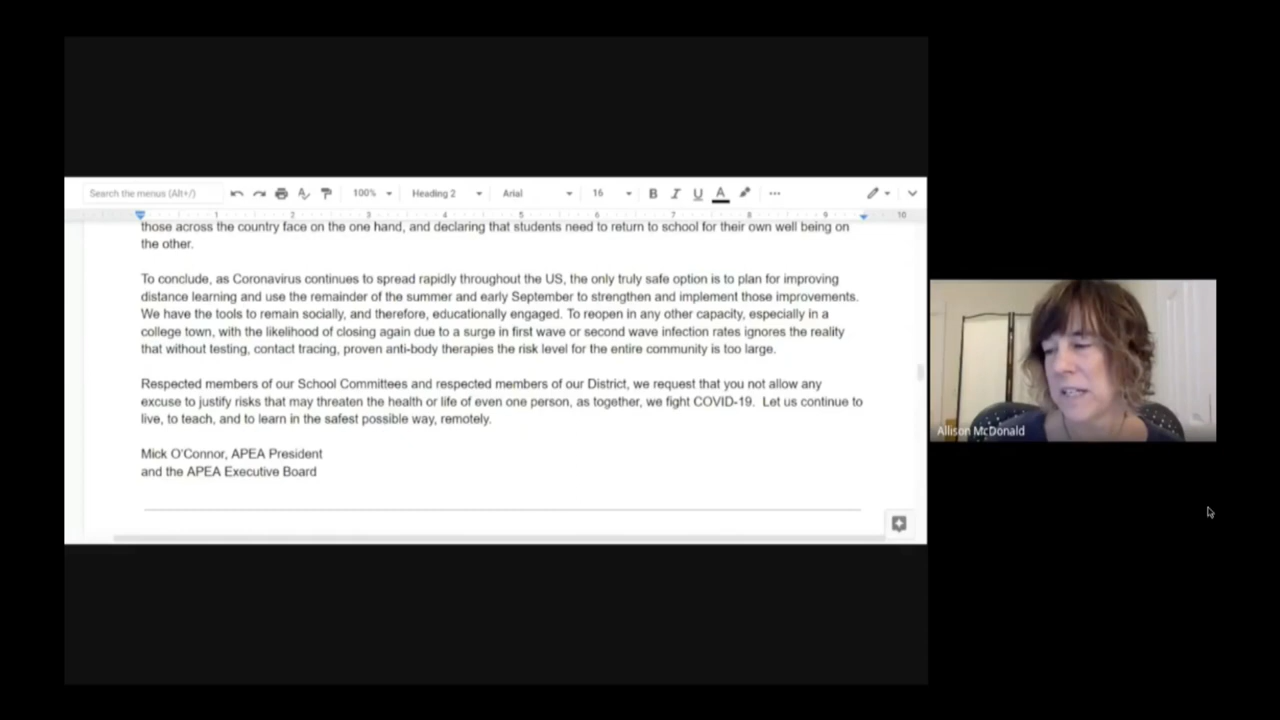 Search the menus (Alt+/) 100% Heading 2 Arial 16 B I U A
1 2 3 4 5 6 7 8 9 10
those across the country face on the one hand, and declaring that students need to return to school for their own well being on
the other.
To conclude, as Coronavirus continues to spread rapidly throughout the US, the only truly safe option is to plan for improving
distance learning and use the remainder of the summer and early September to strengthen and implement those improvements.
We have the tools to remain socially, and therefore, educationally engaged. To reopen in any other capacity, especially in a
college town, with the likelihood of closing again due to a surge in first wave or second wave infection rates ignores the reality
that without testing, contact tracing, proven anti-body therapies the risk level for the entire community is too large.
Respected members of our School Committees and respected members of our District, we request that you not allow any
excuse to justify risks that may threaten the health or life of even one person, as together, we fight COVID-19. Let us continue to
live, to teach, and to learn in the safest possible way, remotely.
Mick O'Connor, APEA President
and the APEA Executive Board
Allison McDonald